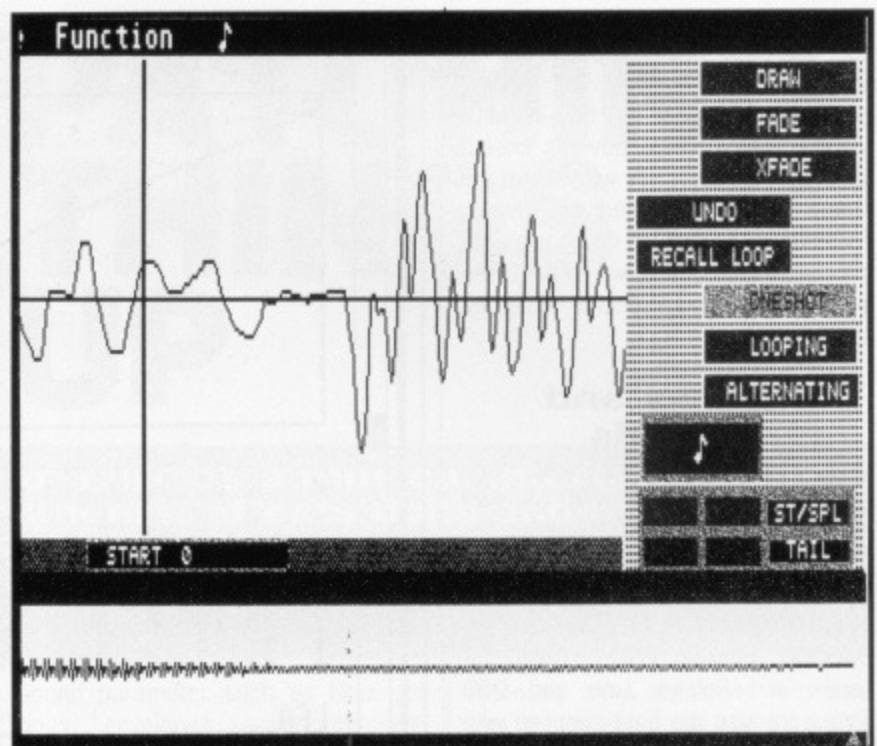 Function ♪
DRAW
FADE
XFADE
UNDO
RECALL LOOP
ONESHOT
LOOPING
ALTERNATING
♪
ST/SPL
START 0
TAIL